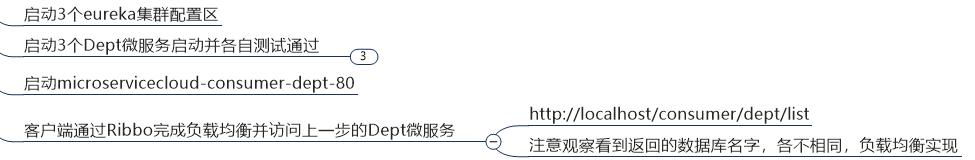 启动3个eureka集群配置区
启动3个Dept微服务启动并各自测试通过
3
启动microservicecloud-consumer-dept-80
客户端通过Ribbo完成负载均衡并访问上一步的Dept微服务
http://localhost/consumer/dept/list
注意观察看到返回的数据库名字，各不相同，负载均衡实现